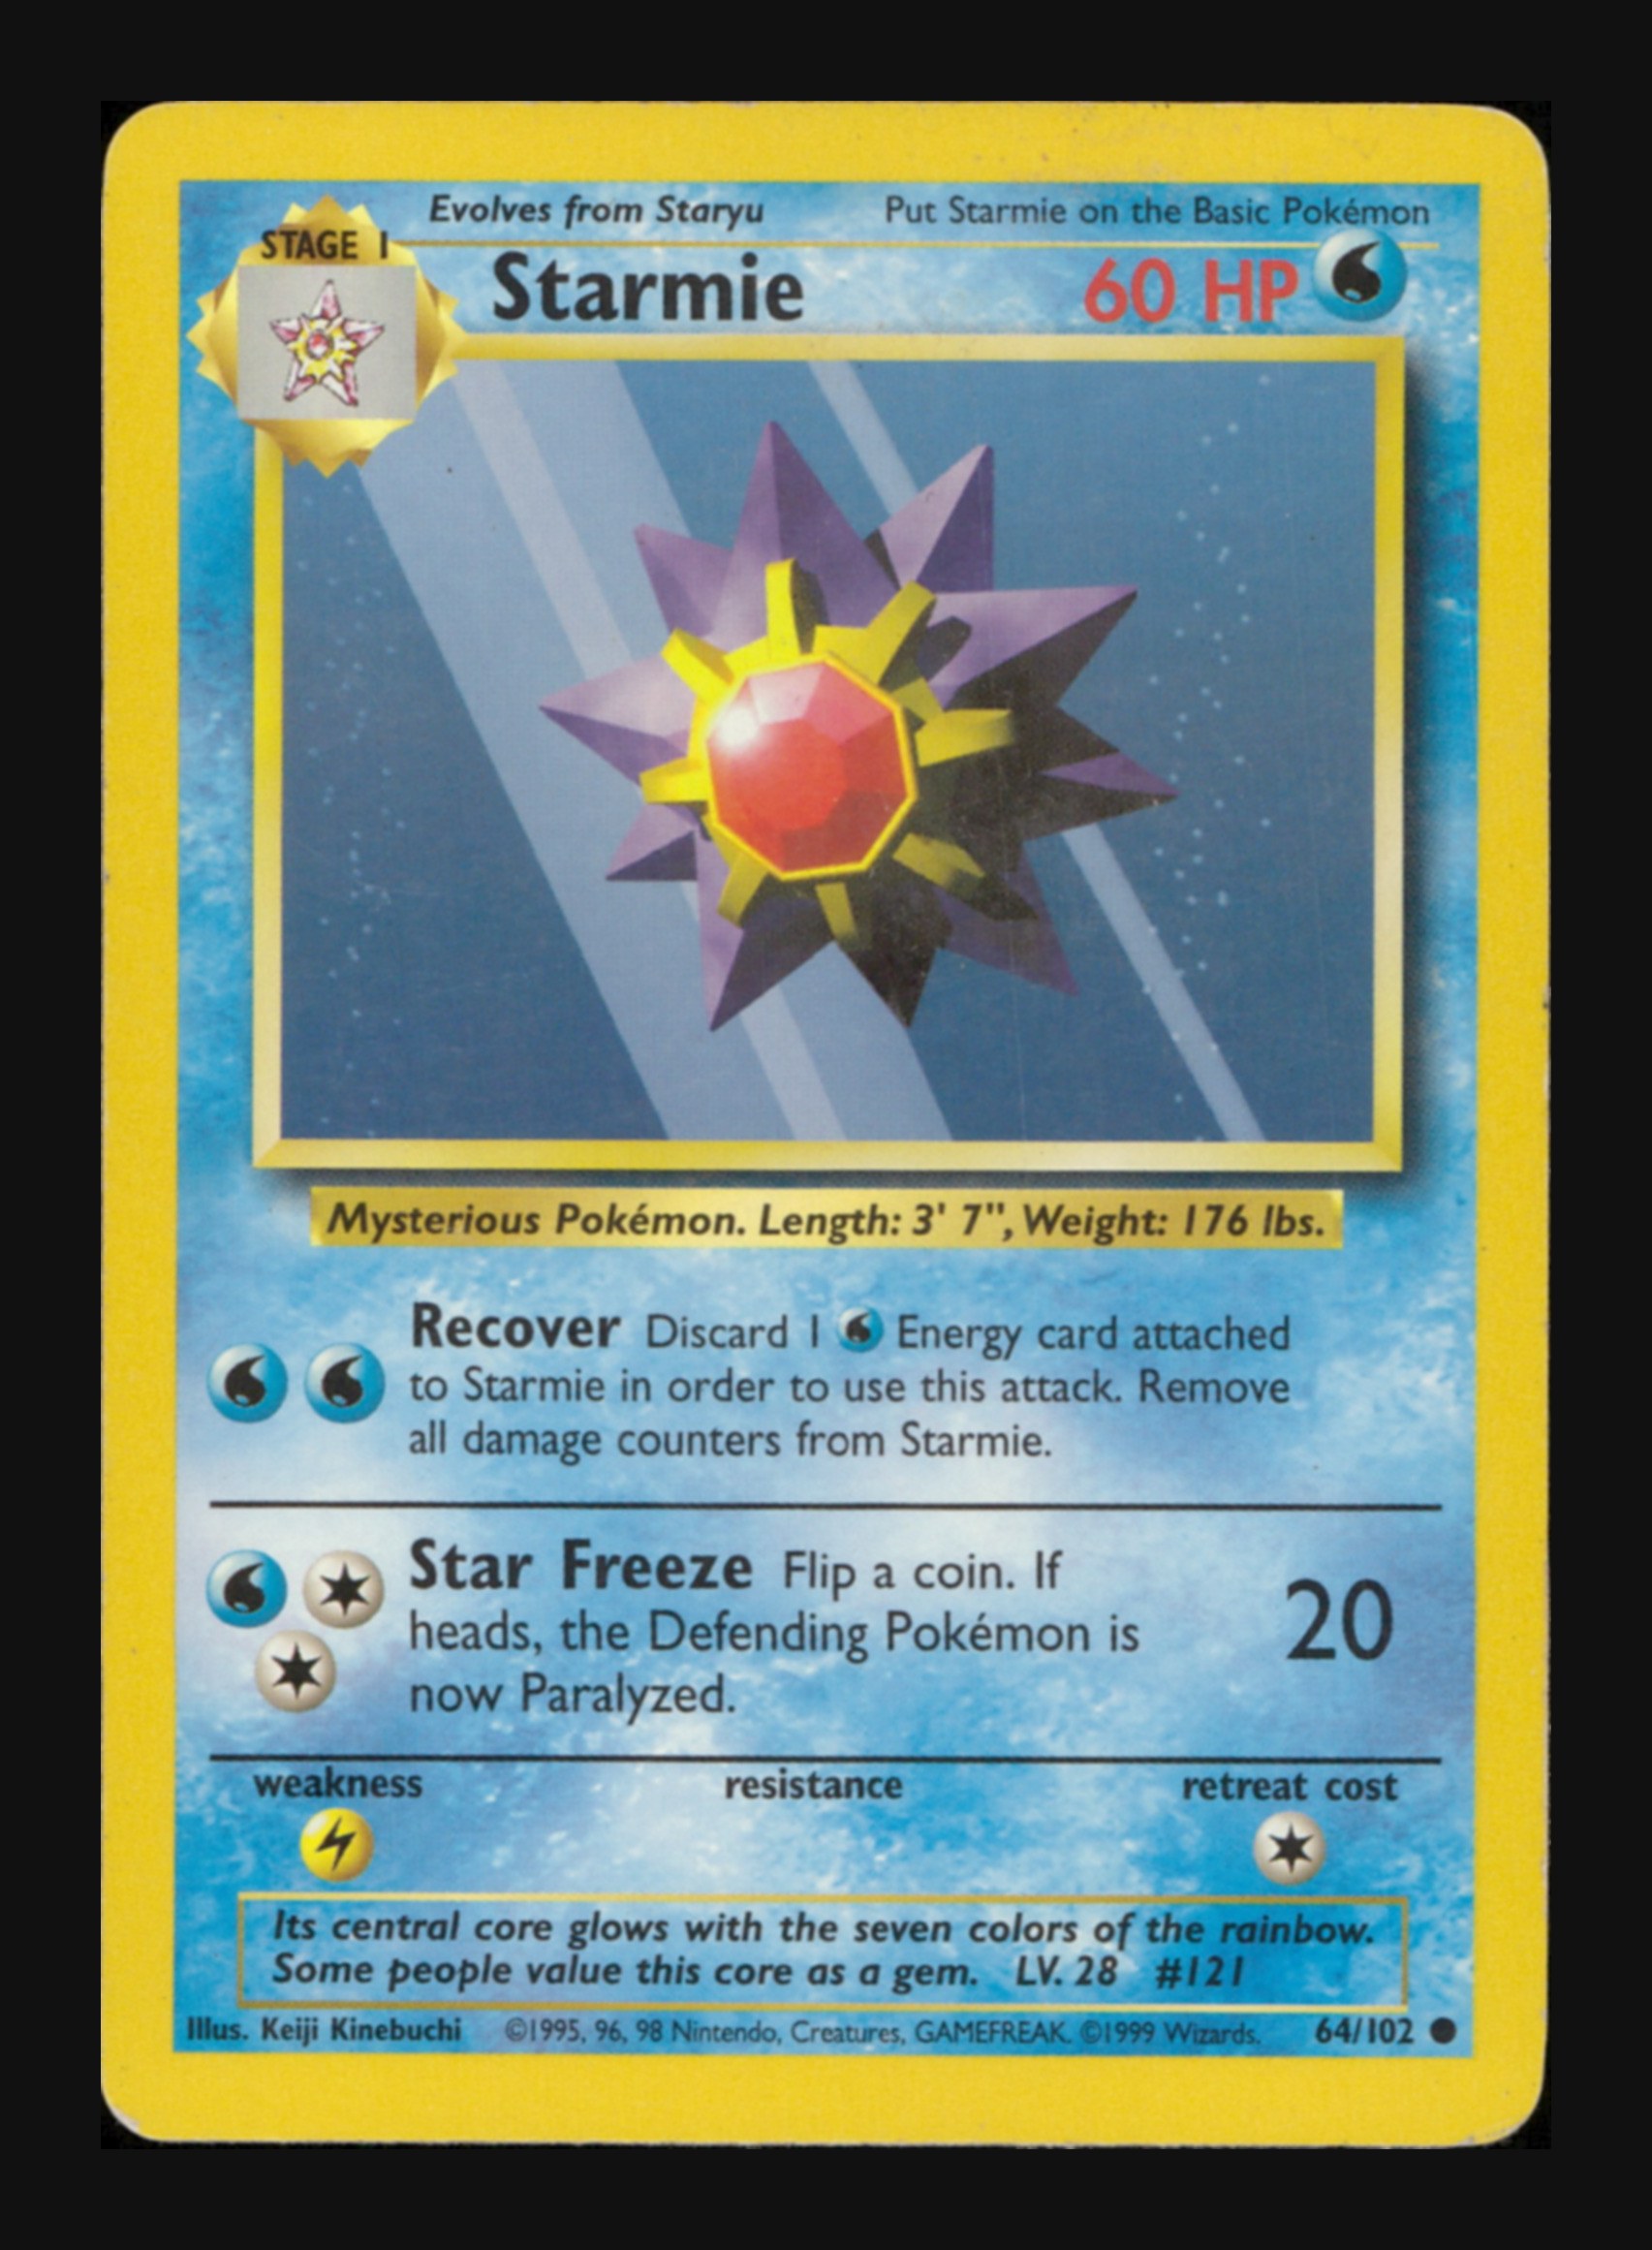 Evolves from Staryu Put Starmie on the Basic Pokémon
STAGE 1
Starmie 60 HP
Mysterious Pokémon. Length: 3' 7", Weight: 176 lbs.
Recover Discard 1 Energy card attached
to Starmie in order to use this attack. Remove
all damage counters from Starmie.
Star Freeze Flip a coin. If
heads, the Defending Pokémon is
now Paralyzed.
20
weakness resistance retreat cost
Its central core glows with the seven colors of the rainbow.
Some people value this core as a gem. LV. 28 #121
Illus. Keiji Kinebuchi ©1995, 96, 98 Nintendo, Creatures, GAMEFREAK. ©1999 Wizards. 64/102